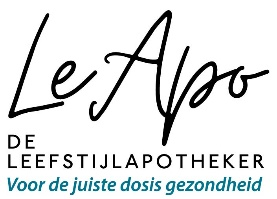 Le Apo
DE
LEEFSTIJLAPOTHEKER
Voor de juiste dosis gezondheid